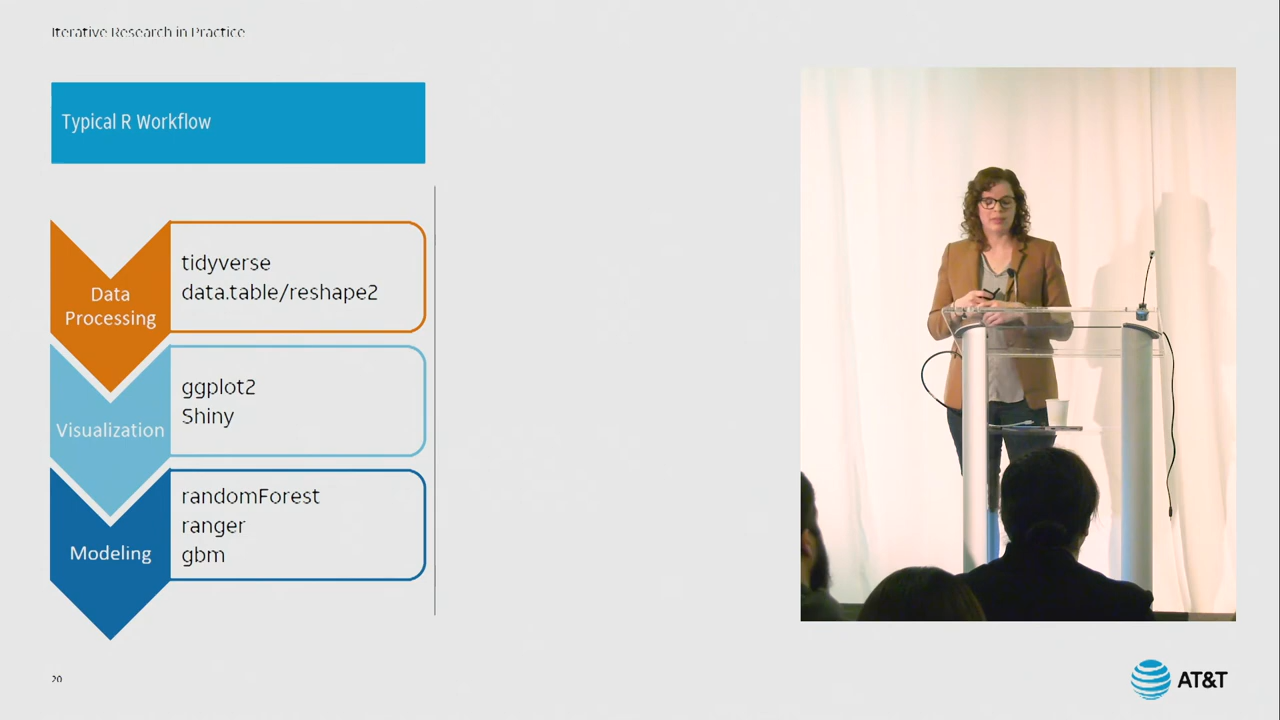 Iterative Research in Practice
Typical R Workflow
Data
Processing
tidyverse
data.table/reshape2
Visualization
ggplot2
Shiny
Modeling
randomForest
ranger
gbm
20
AT&T